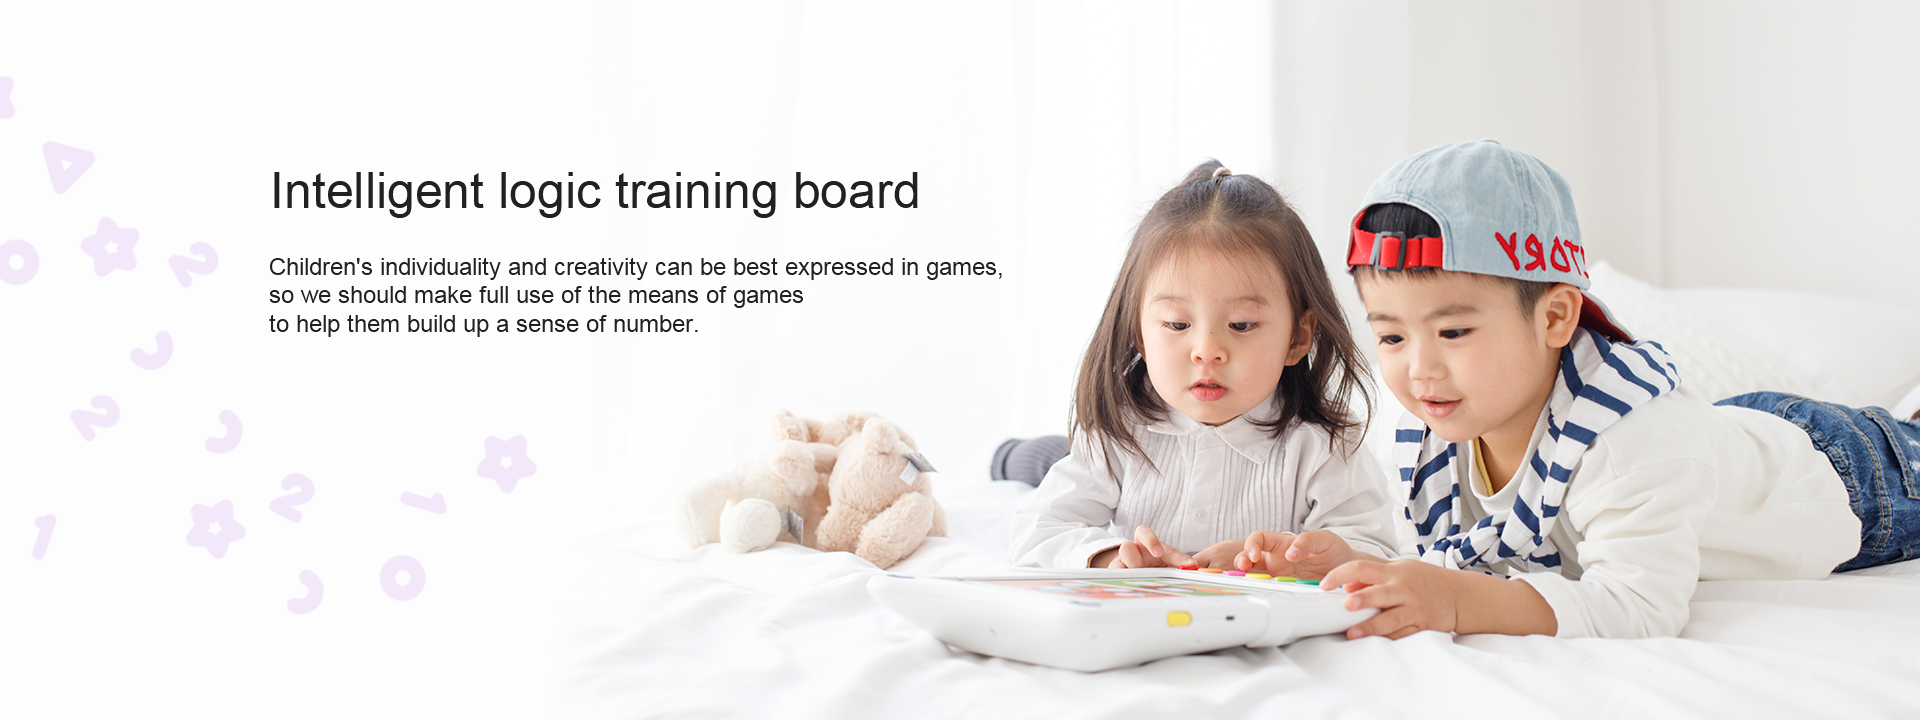 Intelligent logic training board
Children's individuality and creativity can be best expressed in games,
so we should make full use of the means of games
to help them build up a sense of number.